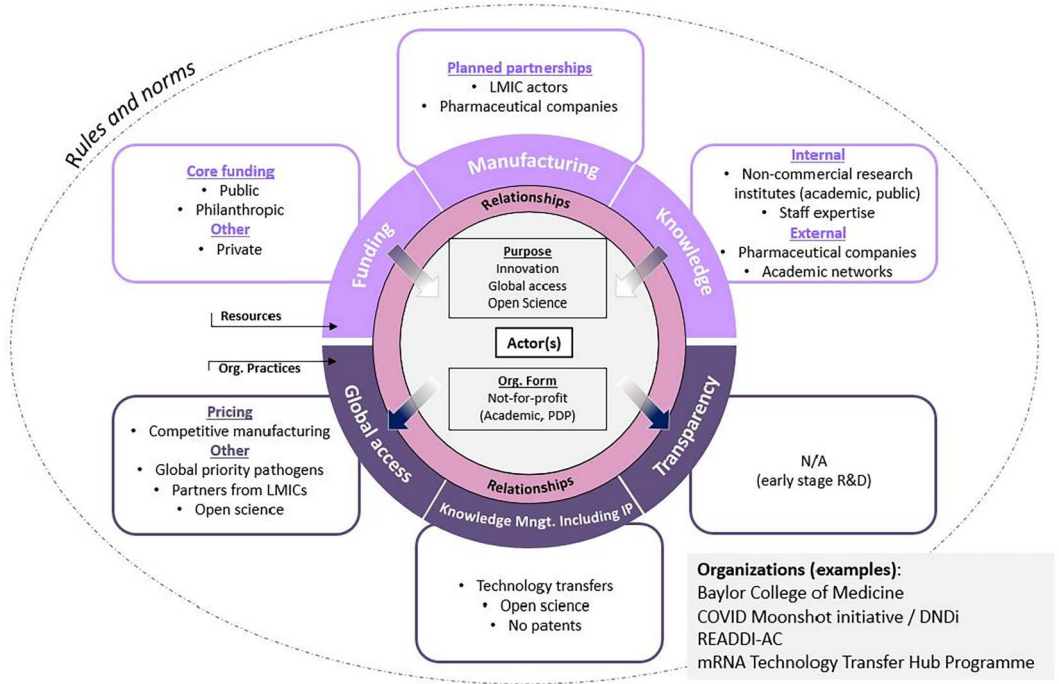 Rules and norms
Planned partnerships
• LMIC actors
• Pharmaceutical companies
Core funding
• Public
• Philanthropic
Other
• Private
Internal
• Non-commercial research
institutes (academic, public)
• Staff expertise
External
• Pharmaceutical companies
• Academic networks
Funding
Manufacturing
Knowledge
Relationships
Purpose
Innovation
Global access
Open Science
Resources
Actor(s)
Org. Practices
Org. Form
Not-for-profit
(Academic, PDP)
Relationships
Global access
Knowledge Mngt. Including IP
Transparency
Pricing
• Competitive manufacturing
Other
• Global priority pathogens
• Partners from LMICs
• Open science
N/A
(early stage R&D)
• Technology transfers
• Open science
• No patents
Organizations (examples):
Baylor College of Medicine
COVID Moonshot initiative / DNDi
READDI-AC
mRNA Technology Transfer Hub Programme